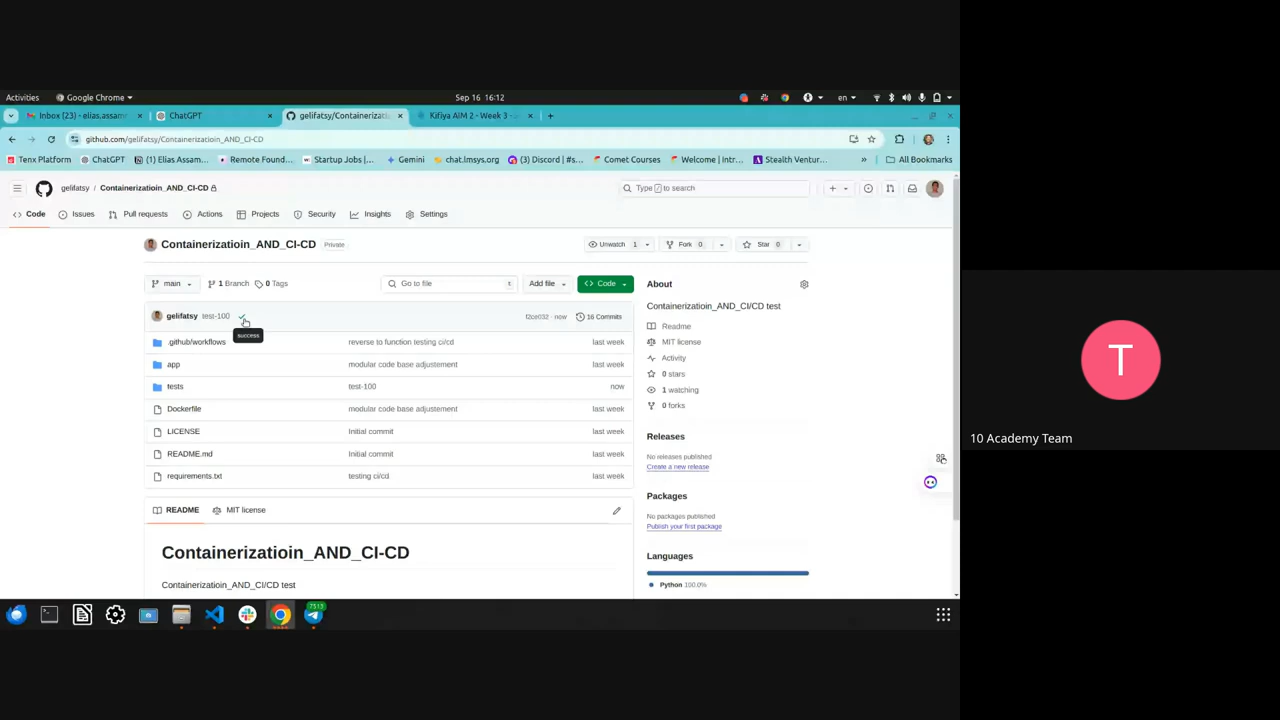 Activities Google Chrome Sep 16 16:12 en
Inbox (23) - elias.assam ChatGPT gelifatsy/Containerizatio Kifiya AIM 2 - Week 3 -
github.com/gelifatsy/Containerizatioin_AND_CI-CD
Tenx Platform ChatGPT (1) Elias.Assam... Remote Found... Startup Jobs |... Gemini chat.lmsys.org (3) Discord | #s... Comet Courses Welcome | Intr... Stealth Ventur... » All Bookmarks
gelifatsy / Containerizatioin_AND_CI-CD Type / to search
Code Issues Pull requests Actions Projects Security Insights Settings
Containerizatioin_AND_CI-CD Private Unwatch 1 Fork 0 Star 0
main 1 Branch 0 Tags Go to file t Add file Code
About
Containerizatioin_AND_CI/CD test
gelifatsy test-100 f2ce032 · now 16 Commits
success
.github/workflows reverse to function testing ci/cd last week
app modular code base adjustement last week
tests test-100 now
Dockerfile modular code base adjustement last week
LICENSE Initial commit last week
README.md Initial commit last week
requirements.txt testing ci/cd last week
Readme
MIT license
Activity
0 stars
1 watching
0 forks
Releases
No releases published
Create a new release
Packages
No packages published
Publish your first package
Languages
Python 100.0%
README MIT license
Containerizatioin_AND_CI-CD
Containerizatioin_AND_CI/CD test
7513
T
10 Academy Team